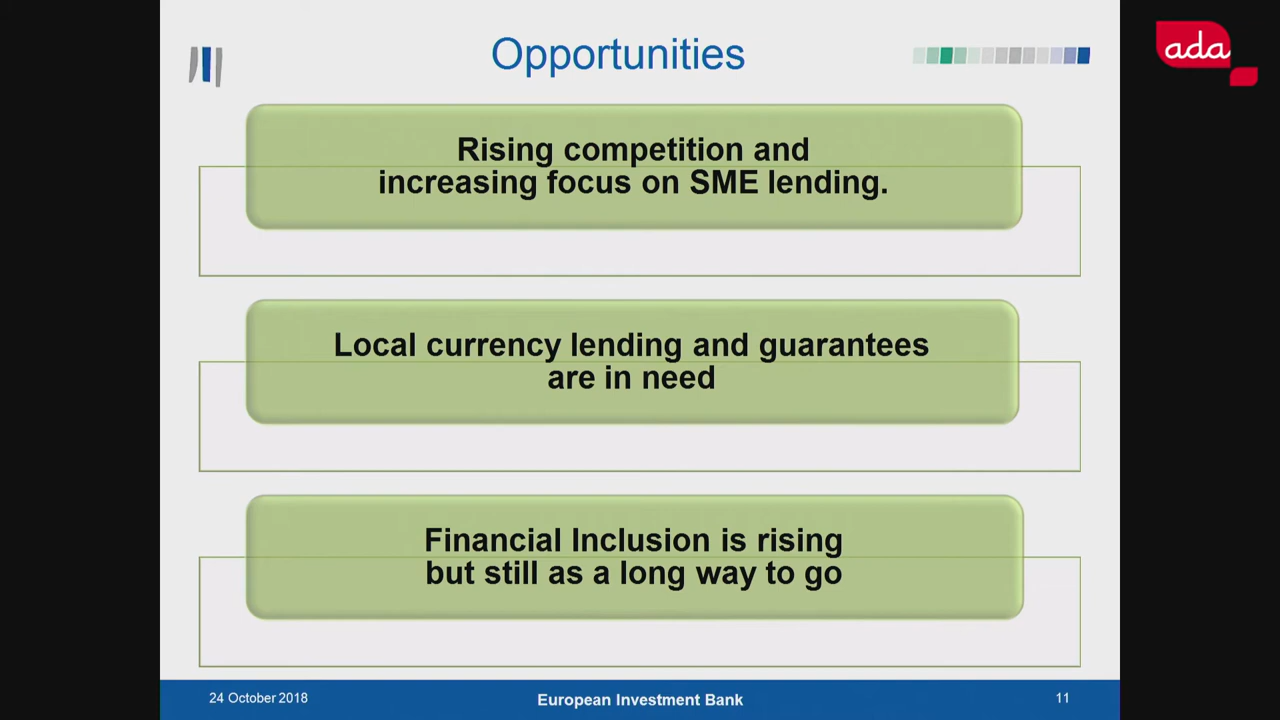 Opportunities
ada
Rising competition and
increasing focus on SME lending.
Local currency lending and guarantees
are in need
Financial Inclusion is rising
but still as a long way to go
24 October 2018
European Investment Bank
11